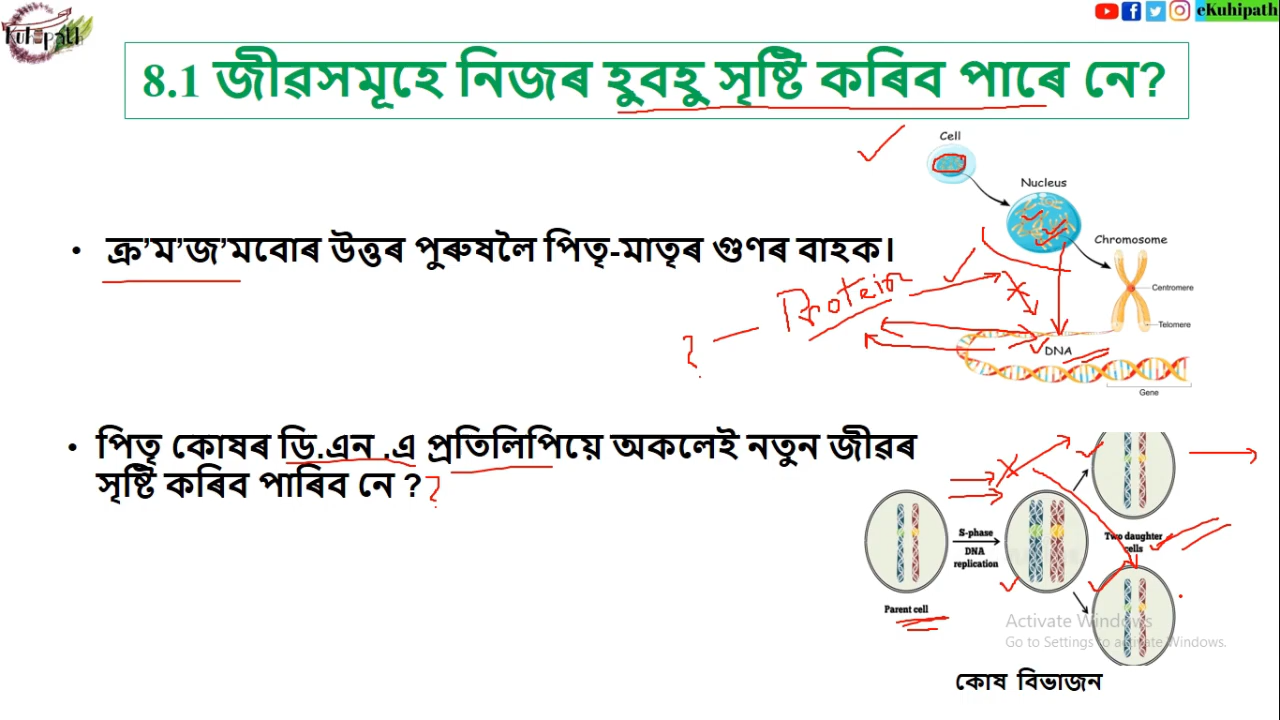 Kuhipath
eKuhipath
8.1 জীৱসমূহে নিজৰ হুবহু সৃষ্টি কৰিব পাৰে নে?
Cell
Nucleus
Chromosome
Centromere
Telomere
DNA
Gene
• ক্ৰ’ম’জ’মবোৰ উত্তৰ পুৰুষলৈ পিতৃ-মাতৃৰ গুণৰ বাহক।
? — Protein
• পিতৃ কোষৰ ডি.এন .এ প্ৰতিলিপিয়ে অকলেই নতুন জীৱৰ
সৃষ্টি কৰিব পাৰিব নে ? ?
S-phase
DNA
replication
Two daughter
cells
Parent cell
Activate Windows
Go to Settings to activate Windows.
কোষ বিভাজন